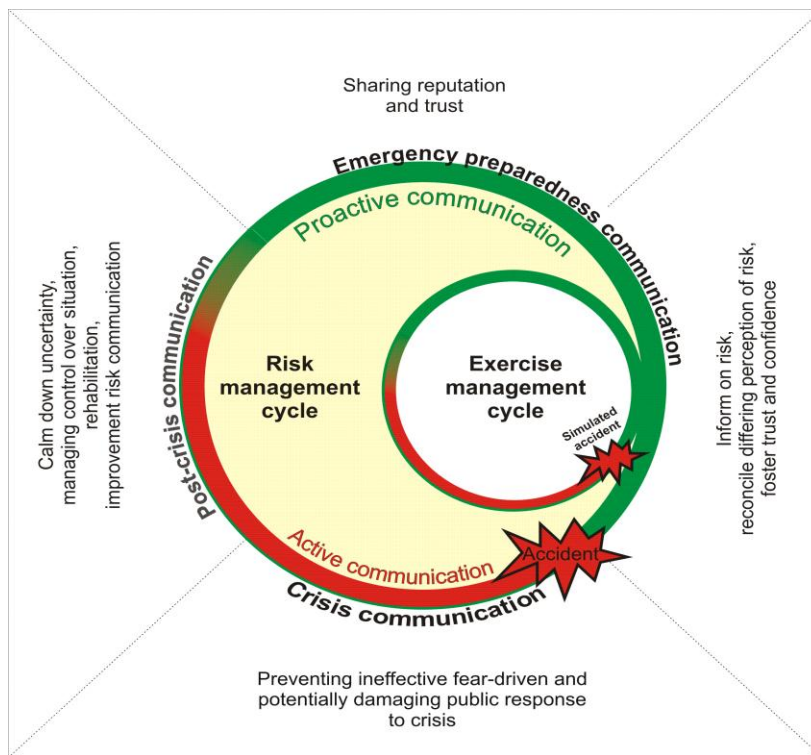 Sharing reputation
and trust
Emergency preparedness communication
Proactive communication
Calm down uncertainty,
managing control over situation,
rehabilitation,
improvement risk communication
Post-crisis communication
Risk
management
cycle
Exercise
management
cycle
Simulated
accident
Inform on risk,
reconcile differing perception of risk,
foster trust and confidence
Accident
Active communication
Crisis communication
Preventing ineffective fear-driven and
potentially damaging public response
to crisis